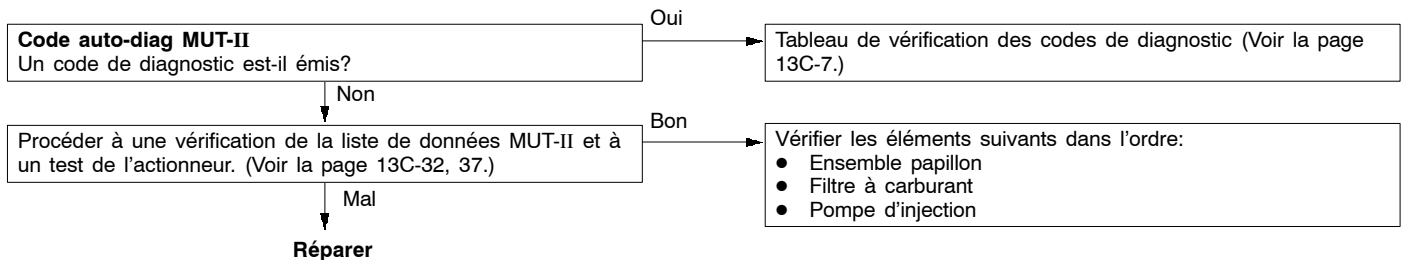 Oui
Code auto-diag MUT-II
Un code de diagnostic est-il émis?
Tableau de vérification des codes de diagnostic (Voir la page
13C-7.)
Non
Bon
Procéder à une vérification de la liste de données MUT-II et à
un test de l'actionneur. (Voir la page 13C-32, 37.)
Vérifier les éléments suivants dans l'ordre:
● Ensemble papillon
● Filtre à carburant
● Pompe d'injection
Mal
Réparer